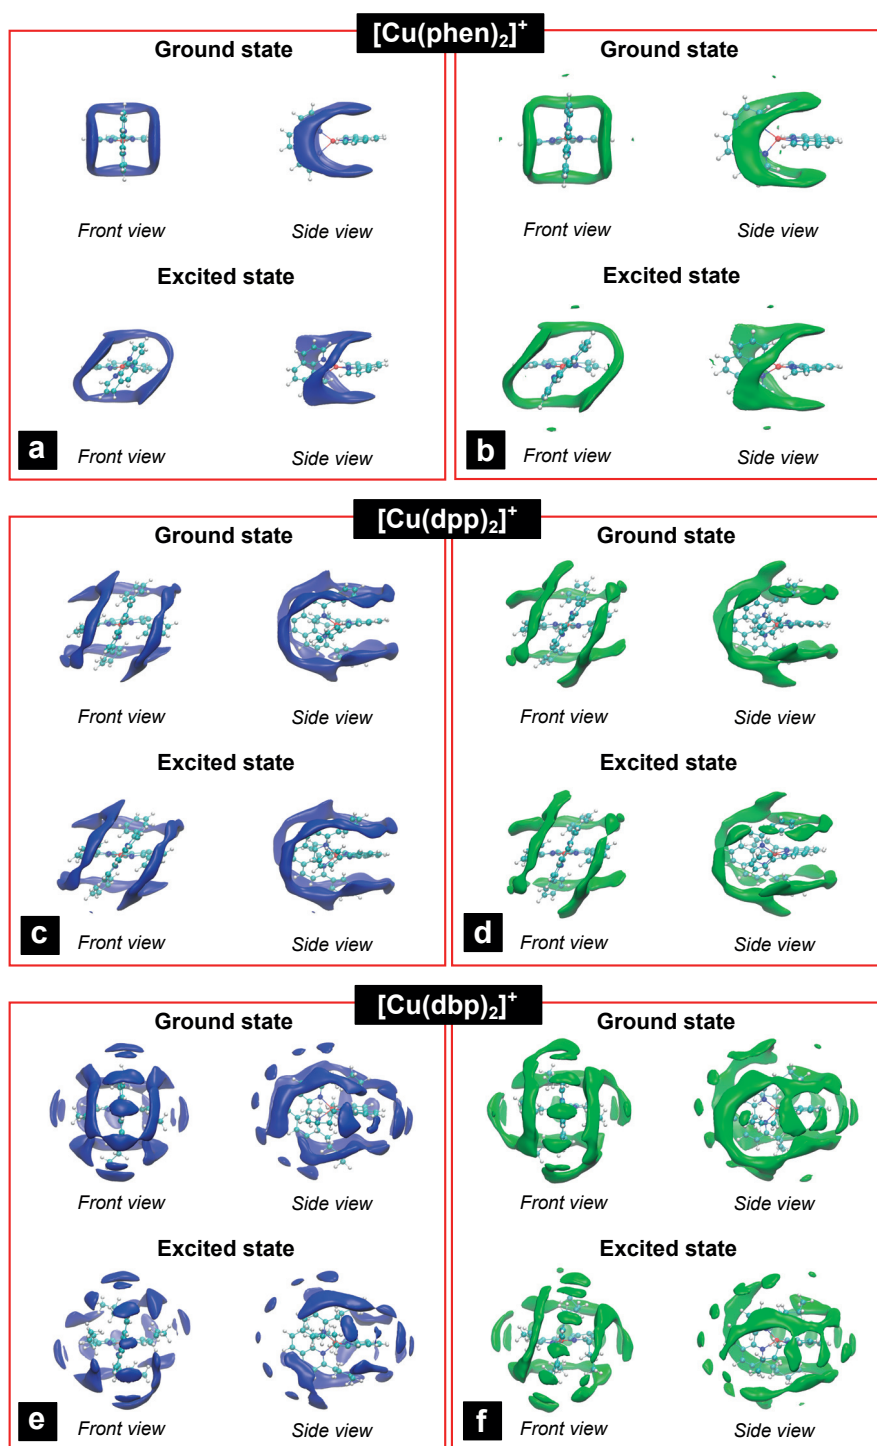 [Cu(phen)₂]⁺
Ground state
Front view
Side view
Excited state
a
Front view
Side view
Ground state
Front view
Side view
Excited state
b
Front view
Side view
[Cu(dpp)₂]⁺
Ground state
Front view
Side view
Excited state
c
Front view
Side view
Ground state
Front view
Side view
Excited state
d
Front view
Side view
[Cu(dbp)₂]⁺
Ground state
Front view
Side view
Excited state
e
Front view
Side view
Ground state
Front view
Side view
Excited state
f
Front view
Side view